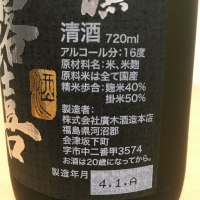 喜
清酒 720ml
アルコール分:16度
原材料名:米、米麹
原料米は全て国産
精米歩合:麹米40%
掛米50%
製造者:
株式会社廣木酒造本店
福島県河沼郡
会津坂下町
字市中二番甲3574
お酒は20歳になってから。
製造年月 4.1.A